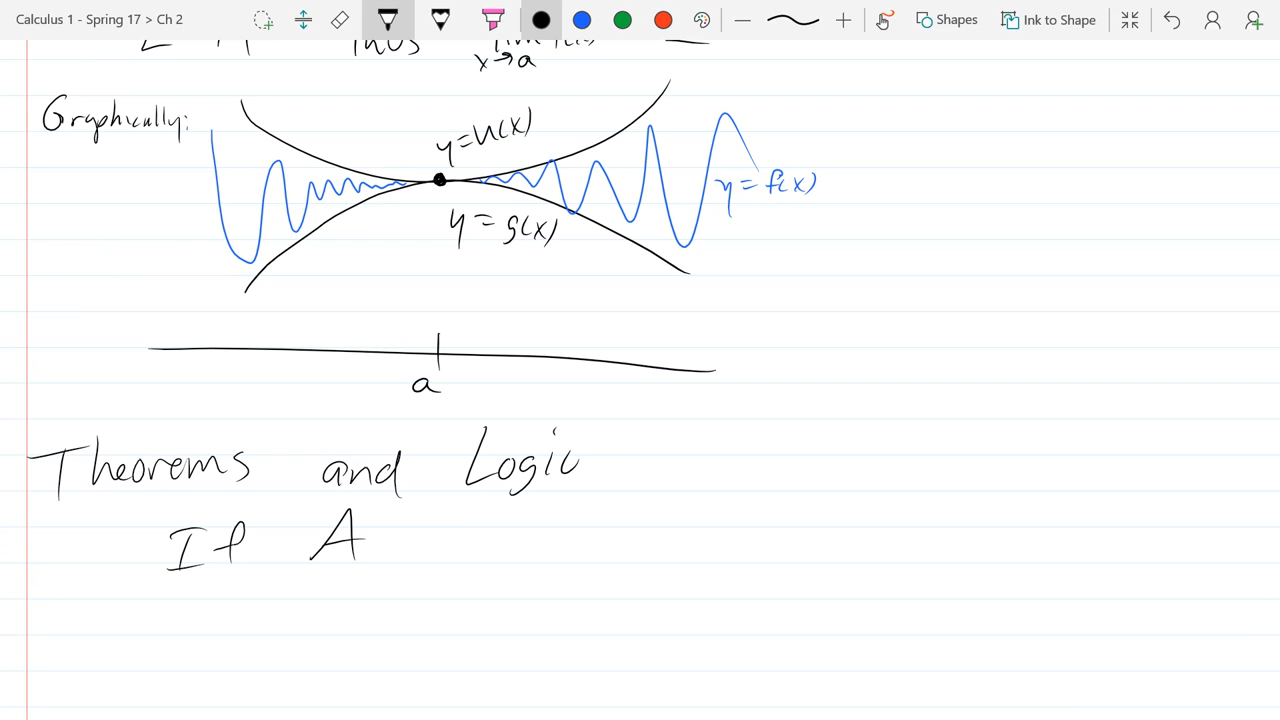 Calculus 1 - Spring 17 > Ch 2
Shapes
Ink to Shape
x→a
Graphically:
y=h(x)
y=f(x)
y=g(x)
a
Theorems and Logic
If A